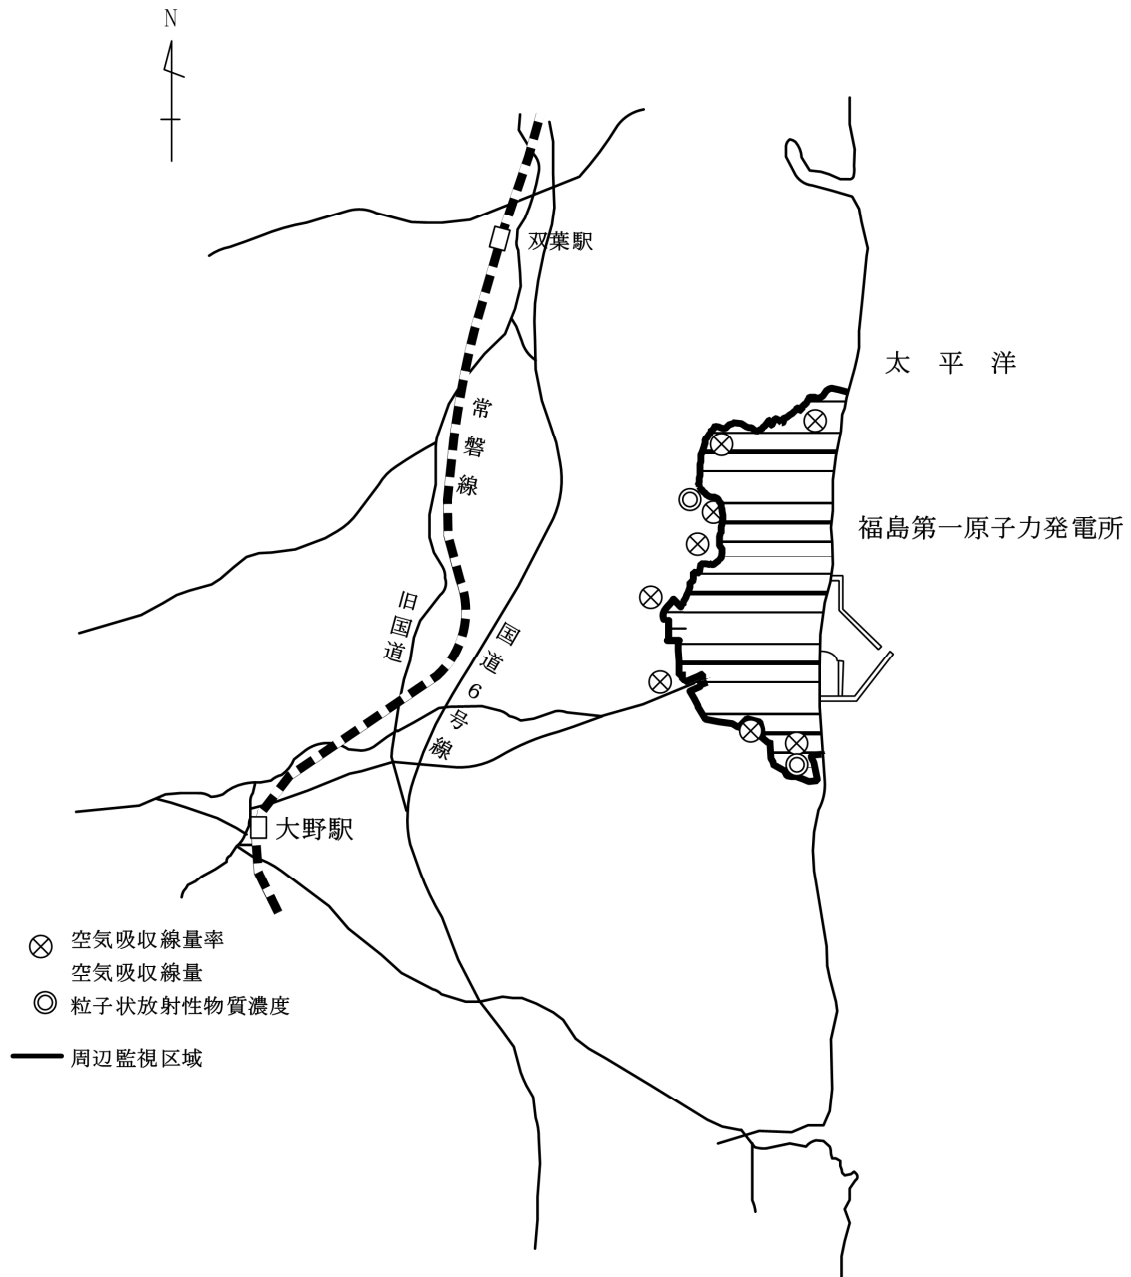 N
双葉駅
太平洋
常磐線
福島第一原子力発電所
旧国道
国道6号線
大野駅
空気吸収線量率
空気吸収線量
粒子状放射性物質濃度
周辺監視区域